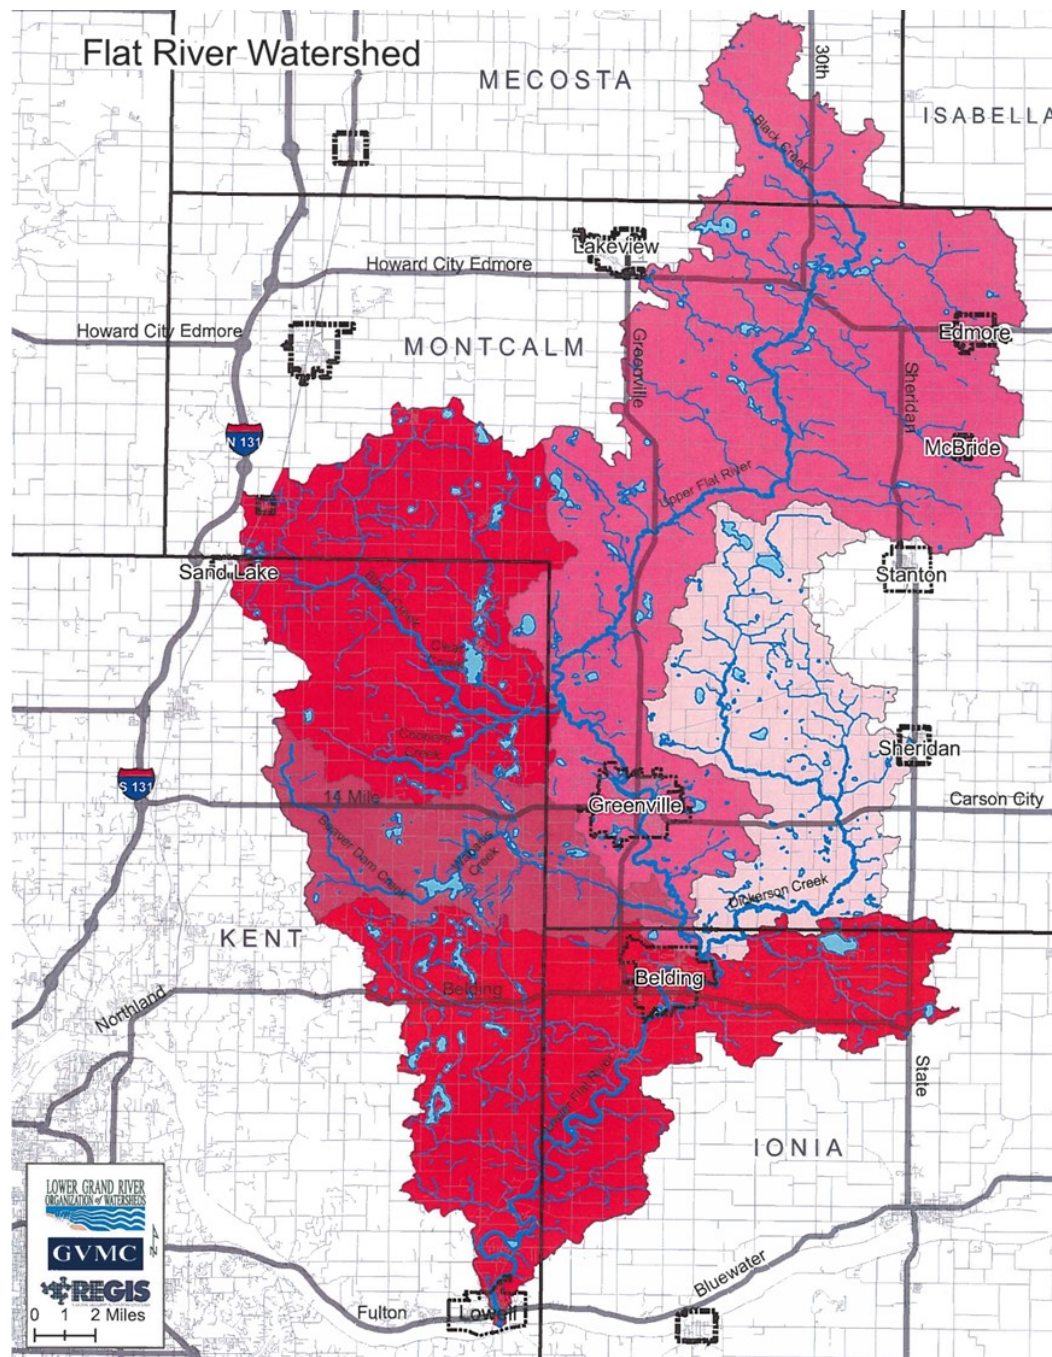 Flat River Watershed
MECOSTA
30th
ISABELLA
Black Creek
Lakeview
Howard City Edmore
Howard City Edmore
MONTCALM
Greenville
Edmore
Sheridan
N 131
McBride
Upper Flat River
Sand Lake
Stanton
Creek
Coopers
Creek
Sheridan
S 131
14 Mile
Greenville
Carson City
Beaver Dam Creek
Wabasis
Creek
Dickerson Creek
KENT
Belding
Belding
Northland
Lower Flat River
State
IONIA
LOWER GRAND RIVER
ORGANIZATION of WATERSHEDS
GVMC
N
REGIS
0 1 2 Miles
Fulton
Lowell
Bluewater